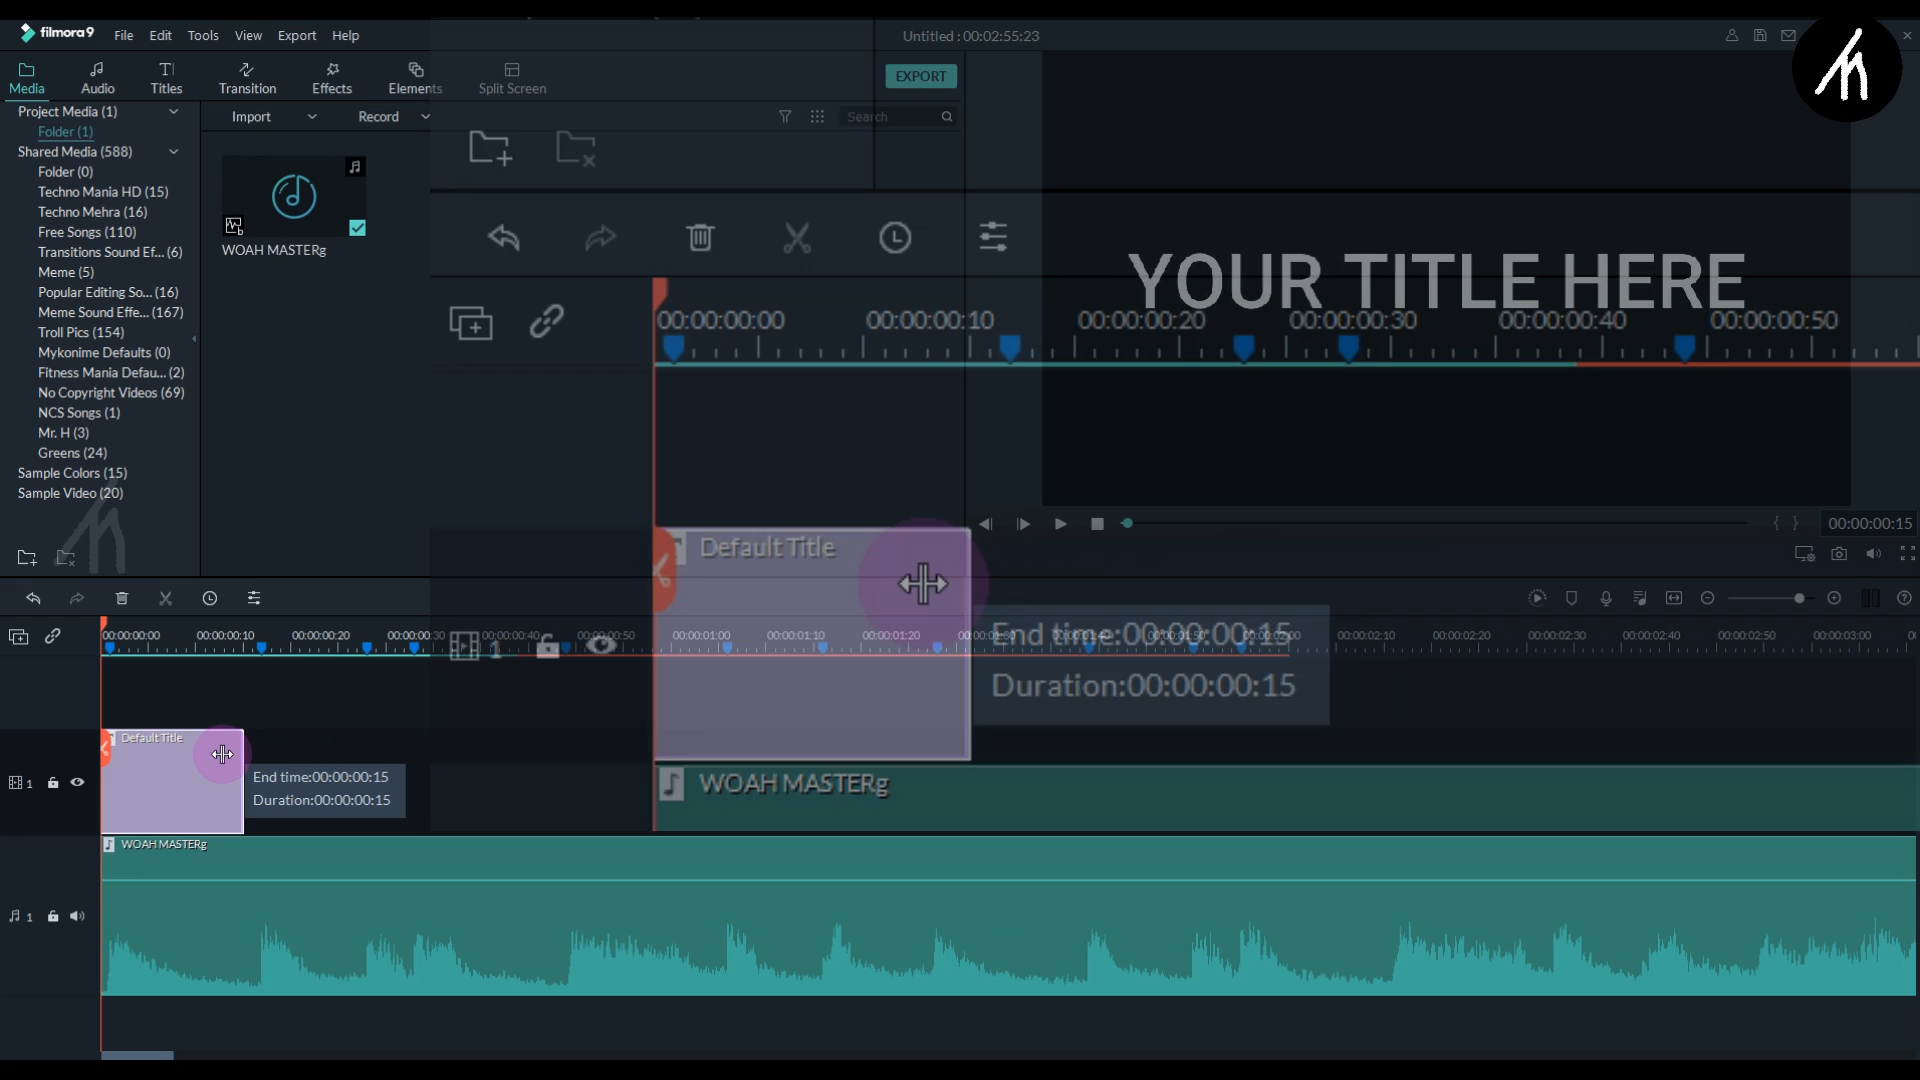 filmora9 File Edit Tools View Export Help
Untitled : 00:02:55:23
Media Audio Titles Transition Effects Elements Split Screen
EXPORT
Project Media (1)
Folder (1)
Shared Media (588)
Folder (0)
Techno Mania HD (15)
Techno Mehra (16)
Free Songs (110)
Transitions Sound Ef... (6)
Meme (5)
Popular Editing So... (16)
Meme Sound Effe... (167)
Troll Pics (154)
Mykonime Defaults (0)
Fitness Mania Defau... (2)
No Copyright Videos (69)
NCS Songs (1)
Mr. H (3)
Greens (24)
Sample Colors (15)
Sample Video (20)
Import Record Search
WOAH MASTERg
YOUR TITLE HERE
00:00:00:00 00:00:00:10 00:00:00:20 00:00:00:30 00:00:00:40 00:00:00:50
00:00:00:15
Default Title
End time:00:00:00:15
Duration:00:00:00:15
1
WOAH MASTERg
00:00:00:00 00:00:00:10 00:00:00:20 00:00:00:30 00:00:00:40 00:00:00:50 00:00:01:00 00:00:01:10 00:00:01:20 00:00:01:30 00:00:01:40 00:00:01:50 00:00:02:00 00:00:02:10 00:00:02:20 00:00:02:30 00:00:02:40 00:00:02:50 00:00:03:00
Default Title
End time:00:00:00:15
Duration:00:00:00:15
1
WOAH MASTERg
1